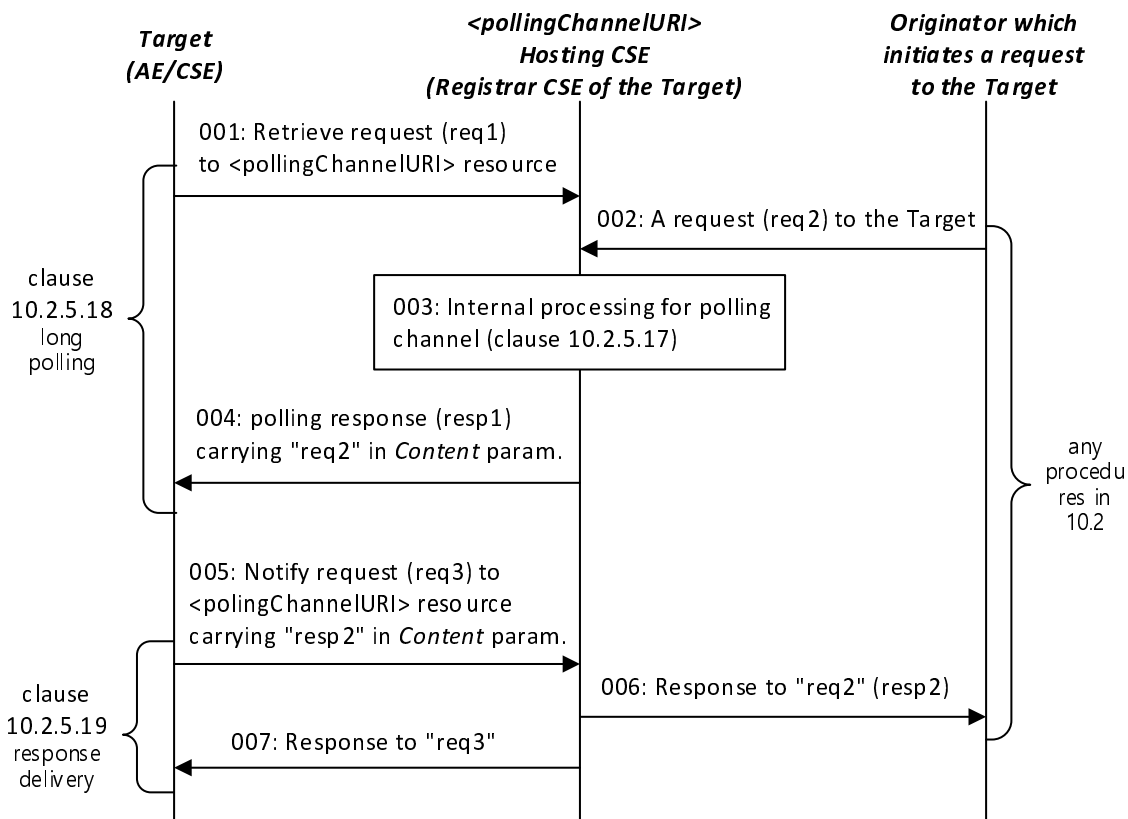 Target
(AE/CSE)
<pollingChannelURI>
Hosting CSE
(Registrar CSE of the Target)
Originator which
initiates a request
to the Target
001: Retrieve request (req1)
to <pollingChannelURI> resource
002: A request (req2) to the Target
clause
10.2.5.18
long
polling
003: Internal processing for polling
channel (clause 10.2.5.17)
004: polling response (resp1)
carrying "req2" in Content param.
any
procedu
res in
10.2
005: Notify request (req3) to
<polingChannelURI> resource
carrying "resp2" in Content param.
clause
10.2.5.19
response
delivery
006: Response to "req2" (resp2)
007: Response to "req3"